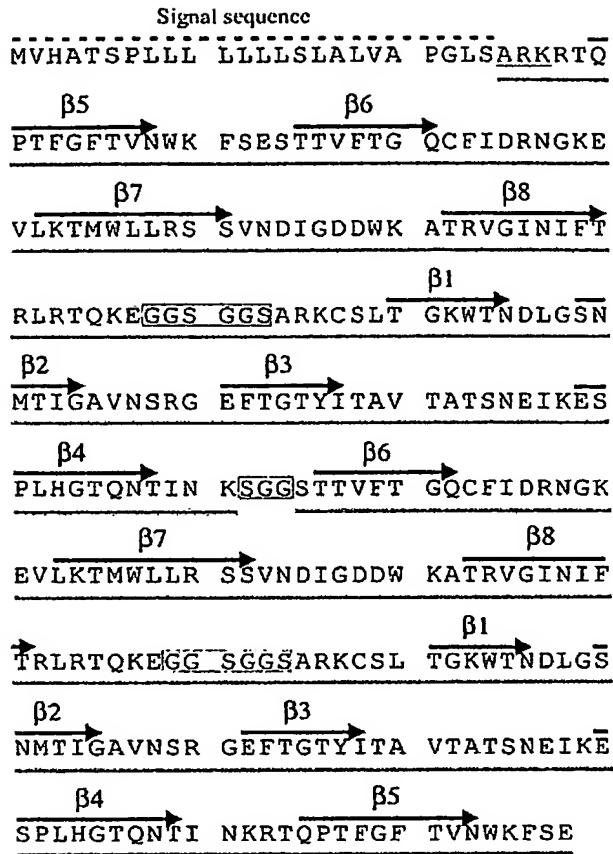 Signal sequence
MVHATSPLLL LLLLSLALVA PGLSARKRTQ
β5 β6
PTFGFTVNWK FSESTTVFTG QCFIDRNGKE
β7 β8
VLKTMWLLRS SVNDIGDDWK ATRVGINIFT
β1
RLRTQKEGGS GGSARKCSLT GKWTNDLGSN
β2 β3
MTIGAVNSRG EFTGTYITAV TATSNEIKES
β4 β6
PLHGTQNTIN KSGGSTTVFT GQCFIDRNGK
β7 β8
EVLKTMWLLR SSVNDIGDDW KATRVGINIF
β1
TRLRTQKEGG SGGSARKCSL TGKWTNDLGS
β2 β3
NMTIGAVNSR GEFTGTYITA VTATSNEIKE
β4 β5
SPLHGTQNTI NKRTQPTFGF TVNWKFSE